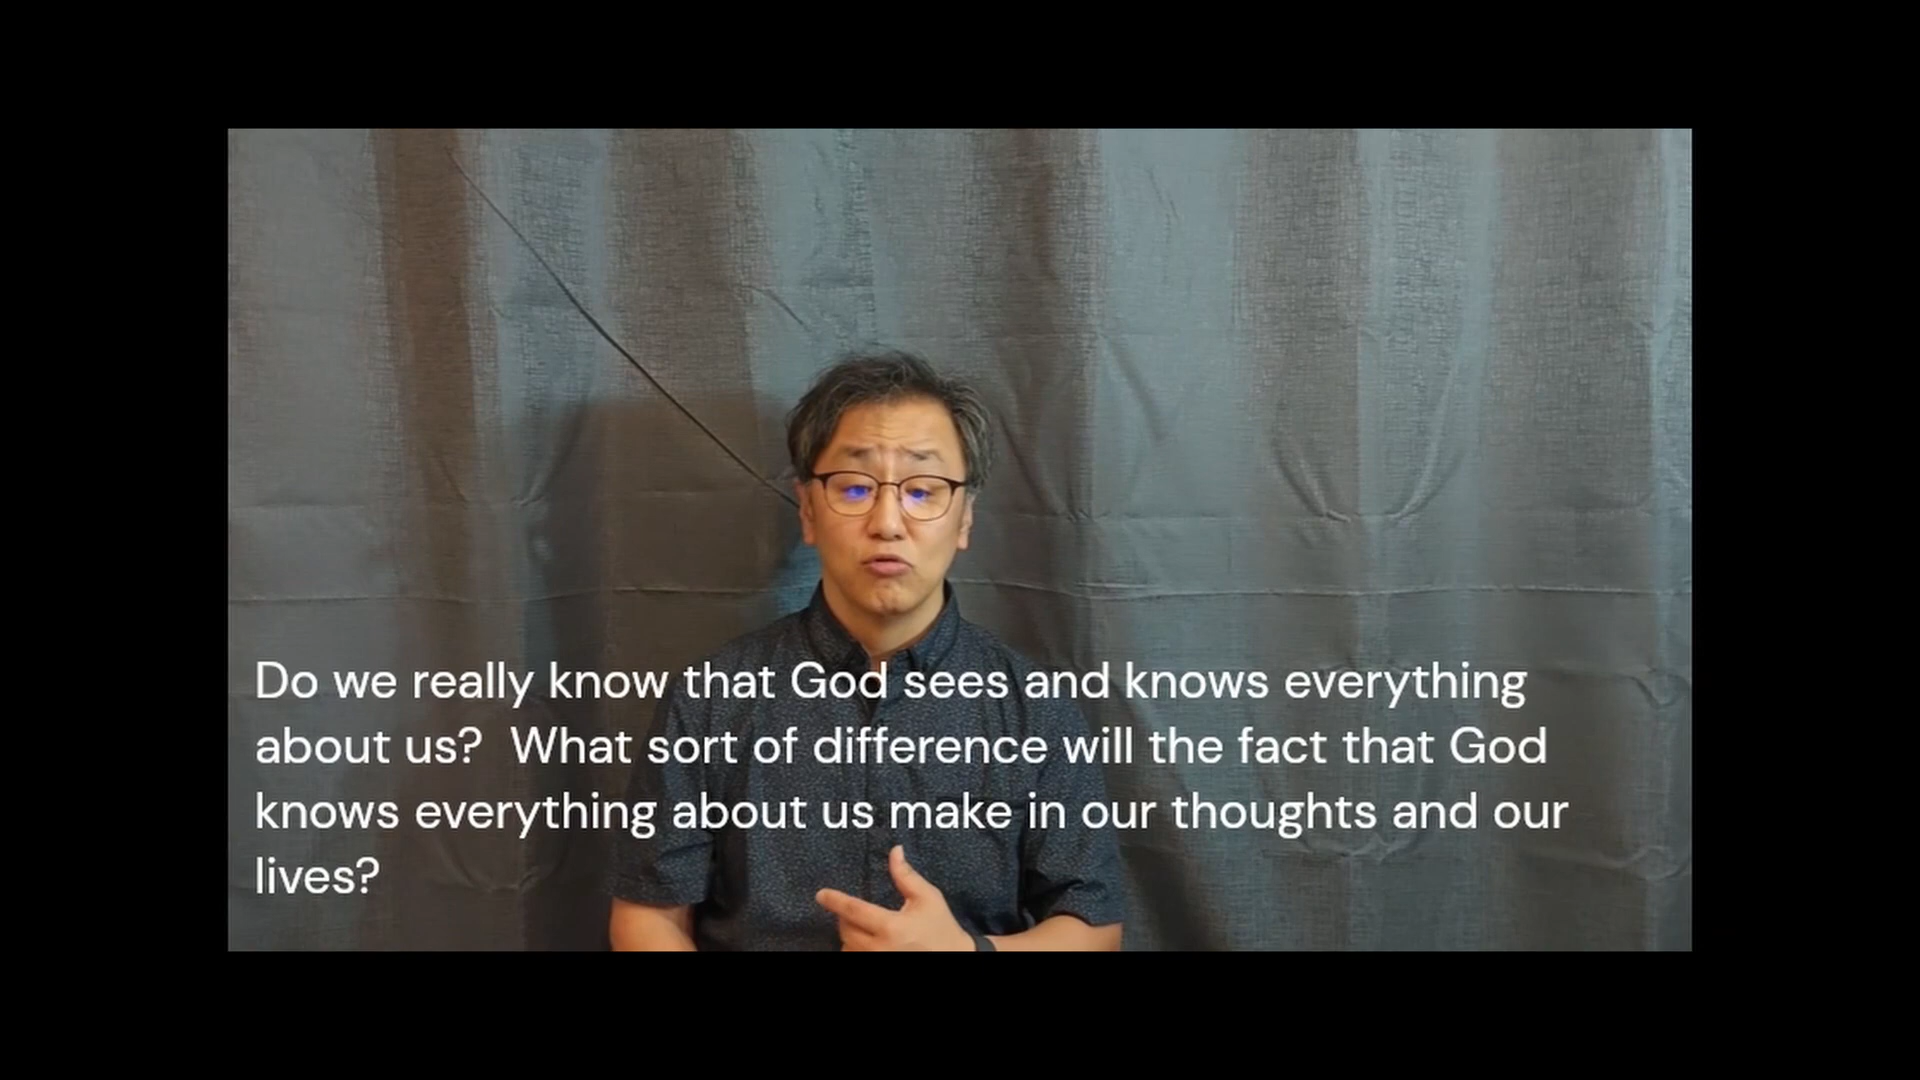 Do we really know that God sees and knows everything
about us?  What sort of difference will the fact that God
knows everything about us make in our thoughts and our
lives?